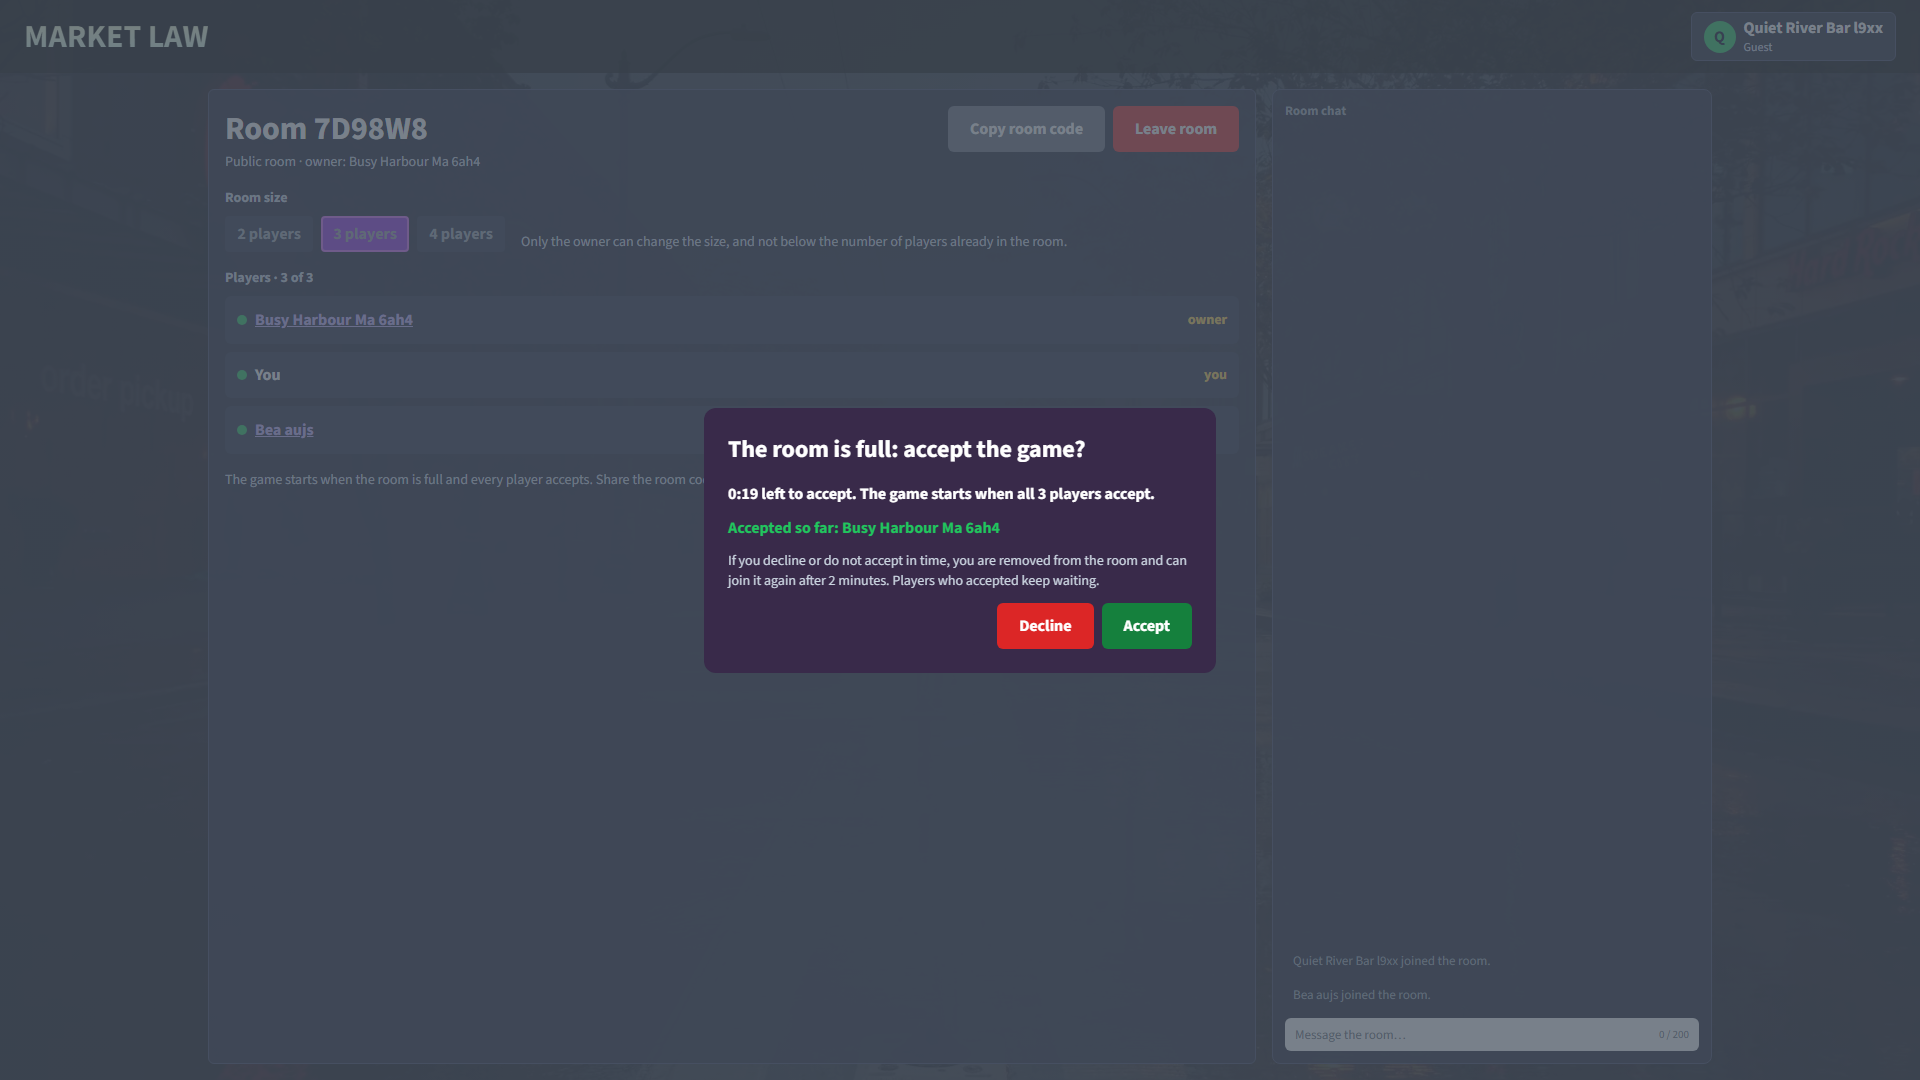 MARKET LAW
Q
Quiet River Bar l9xx
Guest
Room 7D98W8
Public room · owner: Busy Harbour Ma 6ah4
Copy room code
Leave room
Room size
2 players
3 players
4 players
Only the owner can change the size, and not below the number of players already in the room.
Players · 3 of 3
Busy Harbour Ma 6ah4
owner
You
you
Bea aujs
The game starts when the room is full and every player accepts. Share the room
The room is full: accept the game?
0:19 left to accept. The game starts when all 3 players accept.
Accepted so far: Busy Harbour Ma 6ah4
If you decline or do not accept in time, you are removed from the room and can
join it again after 2 minutes. Players who accepted keep waiting.
Decline
Accept
Room chat
Quiet River Bar l9xx joined the room.
Bea aujs joined the room.
Message the room...
0 / 200
order pickup